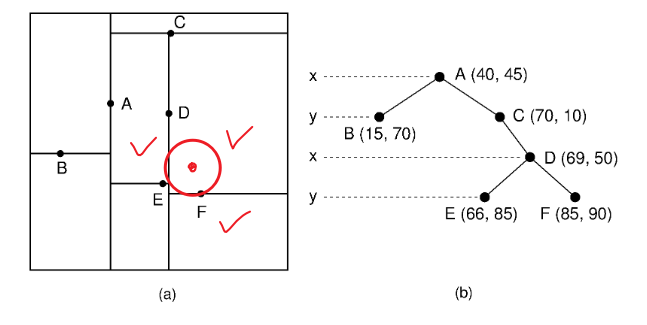 C
A
D
B
E
F
(a)
x
A (40, 45)
y
B (15, 70)
C (70, 10)
x
D (69, 50)
y
E (66, 85)
F (85, 90)
(b)